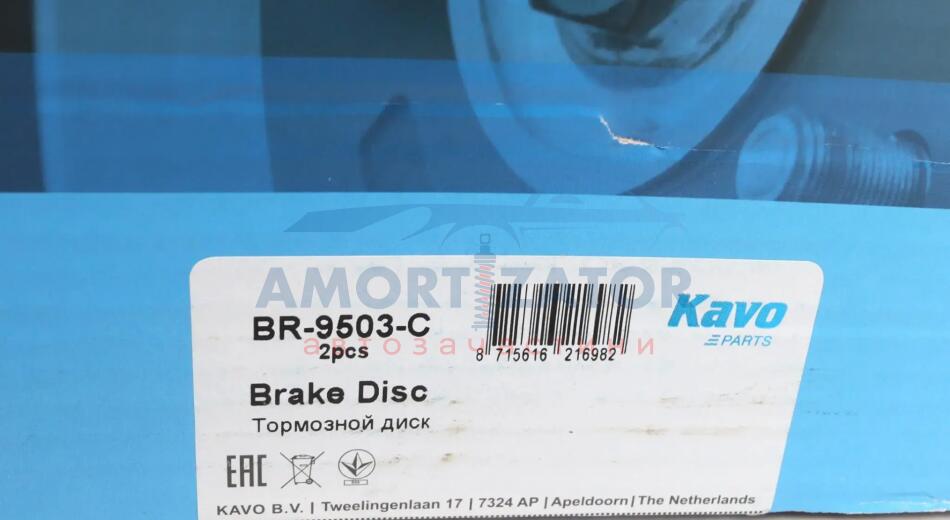 AMORTIZATOR
автозапчастини
BR-9503-C
2pcs
8 715616 216982
Kavo
PARTS
Brake Disc
Тормозной диск
EAC
KAVO B.V. | Tweelingenlaan 17 | 7324 AP | Apeldoorn | The Netherlands